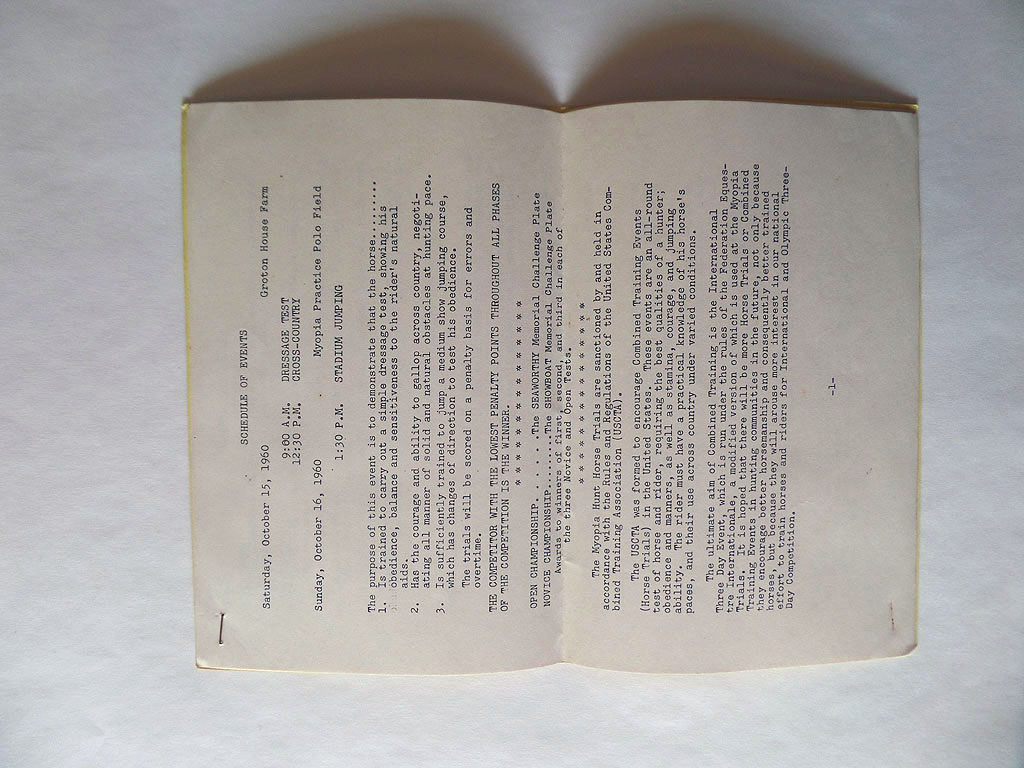 SCHEDULE OF EVENTS
Saturday, October 15, 1960 Groton House Farm
2:00 A.M. DRESSAGE TEST
12:30 P.M. CROSS-COUNTRY
Sunday, October 16, 1960 Myopia Practice Polo Field
1:30 P.M. STADIUM JUMPING
The purpose of this event is to demonstrate that the horse.........
1. Is trained to carry out a simple dressage test, showing his
obedience, balance and sensitiveness to the rider's natural
aids.
2. Has the courage and ability to gallop across country, negoti-
ating all manner of solid and natural obstacles at hunting pace.
3. Is sufficiently trained to jump a medium show jumping course,
which has changes of direction to test his obedience.
The trials will be scored on a penalty basis for errors and
overtime.
THE COMPETITOR WITH THE LOWEST PENALTY POINTS THROUGHOUT ALL PHASES
OF THE COMPETITION IS THE WINNER.
* * * * * * * * * * * * * * *
OPEN CHAMPIONSHIP. . . . . .The SEAWORTHY Memorial Challenge Plate
NOVICE CHAMPIONSHIP........The SHOWBOAT Memorial Challenge Plate
Awards to winners of first, second, and third in each of
the three Novice and Open Tests.
* * * * * * * * * * * * * * *
The Myopia Hunt Horse Trials are sanctioned by and held in
accordance with the Rules and Regulations of the United States Com-
bined Training Association (USCTA).
The USCTA was formed to encourage Combined Training Events
(Horse Trials) in the United States. These events are an all-round
test of horse and rider, requiring the best qualities of a hunter;
obedience and manners, as well as stamina, courage, and jumping
ability. The rider must have a practical knowledge of his horse's
paces, and their use across country under varied conditions.
The ultimate aim of Combined Training is the International
Three Day Event, which is run under the rules of the Federation Eques-
tre Internationale, a modified version of which is used at the Myopia
Trials. It is hoped that there will be more Horse Trials or Combined
Training Events in hunting communities in the future, not only because
they encourage better horsemanship and consequently better trained
horses, but because they will arouse more interest in our national
effort to train horses and riders for International and Olympic Three-
Day Competition.
-1-